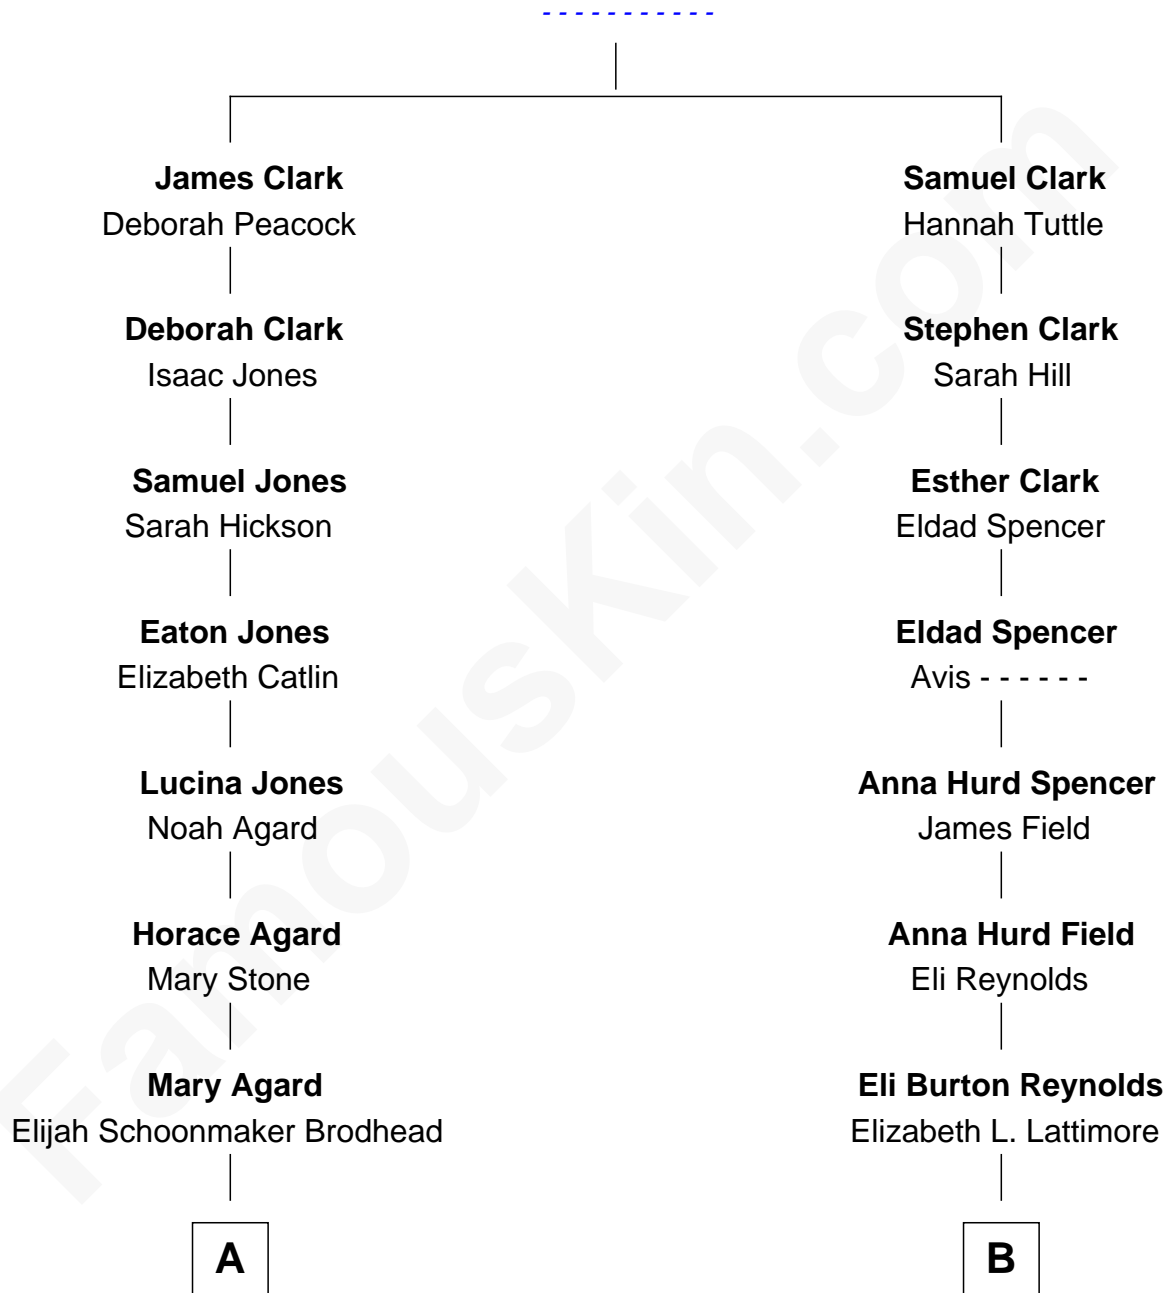 - - - - - - - - - - -
James Clark
Deborah Peacock
Deborah Clark
Isaac Jones
Samuel Jones
Sarah Hickson
Eaton Jones
Elizabeth Catlin
Lucina Jones
Noah Agard
Horace Agard
Mary Stone
Mary Agard
Elijah Schoonmaker Brodhead
A
Samuel Clark
Hannah Tuttle
Stephen Clark
Sarah Hill
Esther Clark
Eldad Spencer
Eldad Spencer
Avis - - - - - -
Anna Hurd Spencer
James Field
Anna Hurd Field
Eli Reynolds
Eli Burton Reynolds
Elizabeth L. Lattimore
B
FamousKin.com